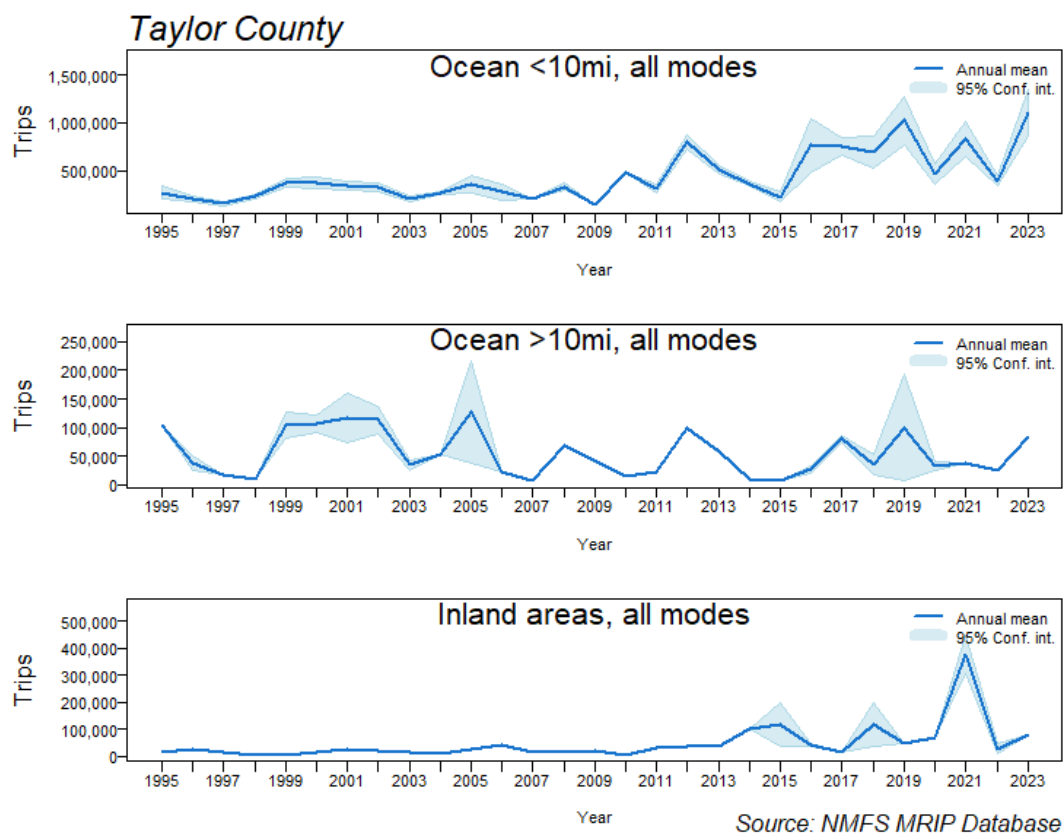 Taylor County
Ocean <10mi, all modes
Annual mean
95% Conf. int.
Trips
1,500,000
1,000,000
500,000
1995 1997 1999 2001 2003 2005 2007 2009 2011 2013 2015 2017 2019 2021 2023
Year
Ocean >10mi, all modes
Annual mean
95% Conf. int.
Trips
250,000
200,000
150,000
100,000
50,000
0
1995 1997 1999 2001 2003 2005 2007 2009 2011 2013 2015 2017 2019 2021 2023
Year
Inland areas, all modes
Annual mean
95% Conf. int.
Trips
500,000
400,000
300,000
200,000
100,000
0
1995 1997 1999 2001 2003 2005 2007 2009 2011 2013 2015 2017 2019 2021 2023
Year
Source: NMFS MRIP Database